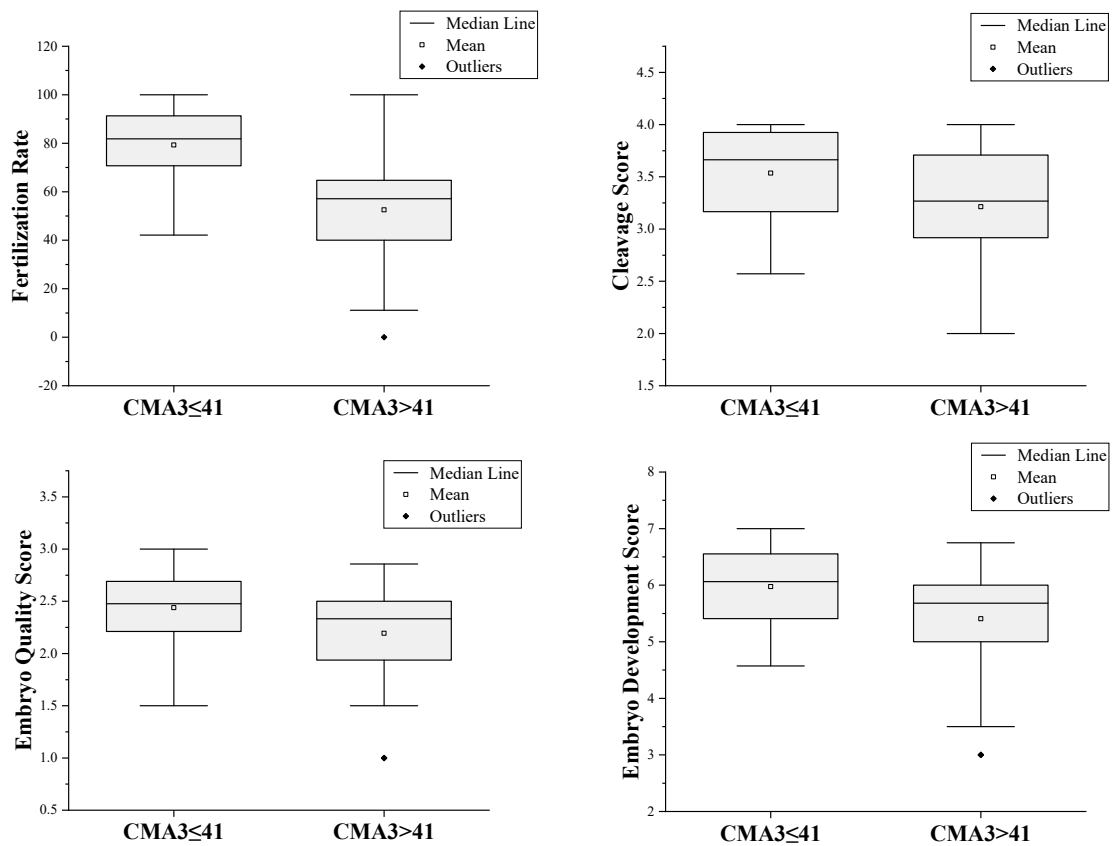 Median Line
Mean
Outliers
120
100
80
60
40
20
0
-20
Fertilization Rate
CMA3≤41
CMA3>41
Median Line
Mean
Outliers
4.5
4.0
3.5
3.0
2.5
2.0
1.5
Cleavage Score
CMA3≤41
CMA3>41
Median Line
Mean
Outliers
3.5
3.0
2.5
2.0
1.5
1.0
0.5
Embryo Quality Score
CMA3≤41
CMA3>41
Median Line
Mean
Outliers
8
7
6
5
4
3
2
Embryo Development Score
CMA3≤41
CMA3>41